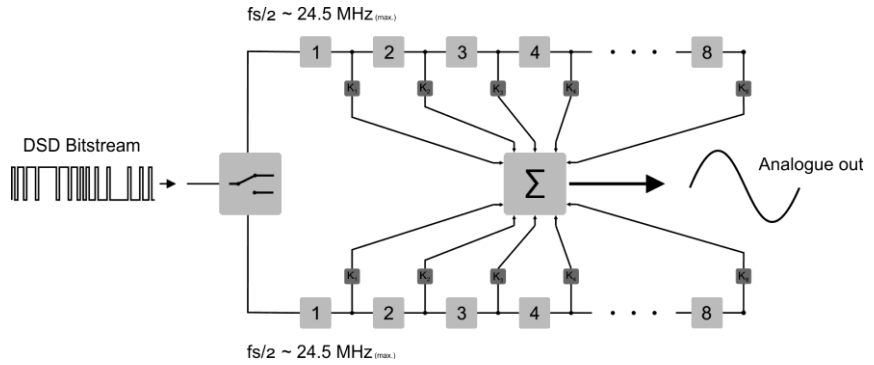 fs/2 ~ 24.5 MHz (max.)
1 2 3 4 8
K₁ K₂ K₃ K₄ K₈
DSD Bitstream
Σ
Analogue out
K₁ K₂ K₃ K₄ K₈
1 2 3 4 8
fs/2 ~ 24.5 MHz (max.)